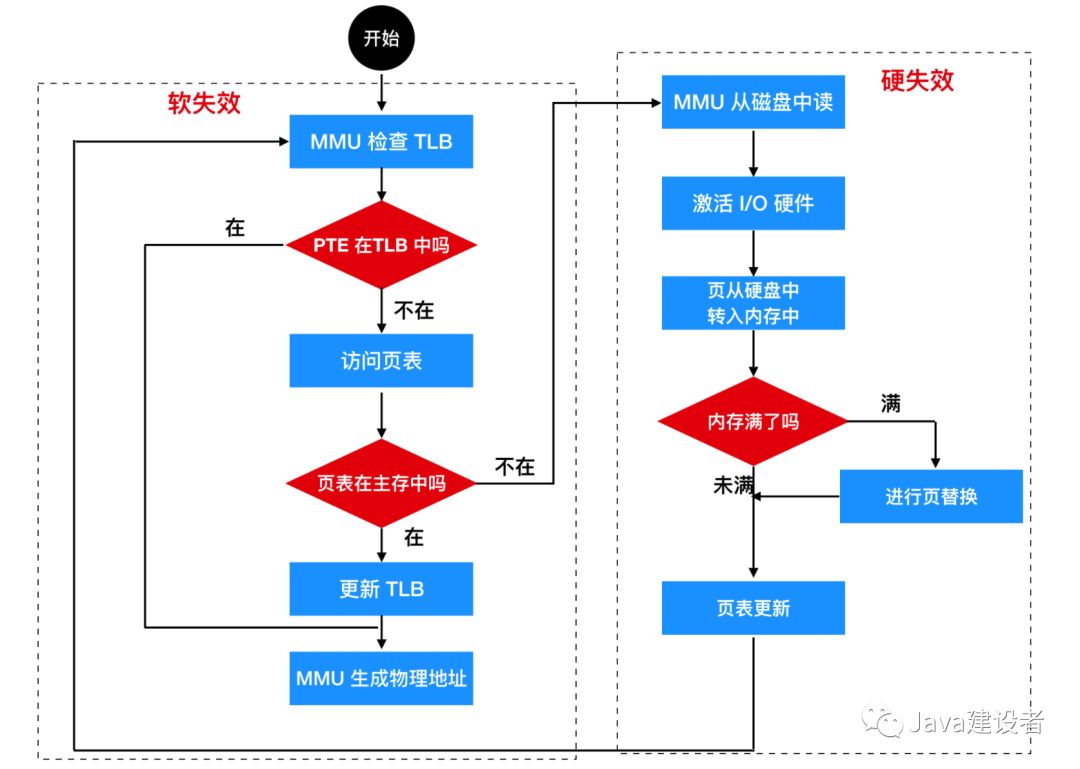 开始
软失效
MMU 检查 TLB
PTE 在TLB 中吗
在
不在
访问页表
页表在主存中吗
不在
在
更新 TLB
MMU 生成物理地址
硬失效
MMU 从磁盘中读
激活 I/O 硬件
页从硬盘中
转入内存中
内存满了吗
满
未满
进行页替换
页表更新
Java建设者